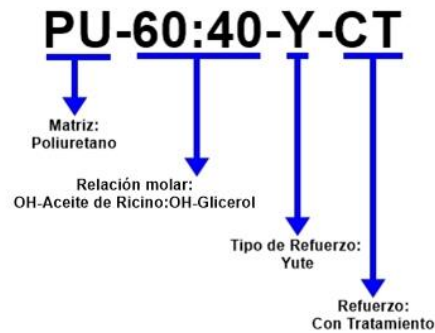 PU-60:40-Y-CT
Matriz:
Poliuretano
Relación molar:
OH-Aceite de Ricino:OH-Glicerol
Tipo de Refuerzo:
Yute
Refuerzo:
Con Tratamiento